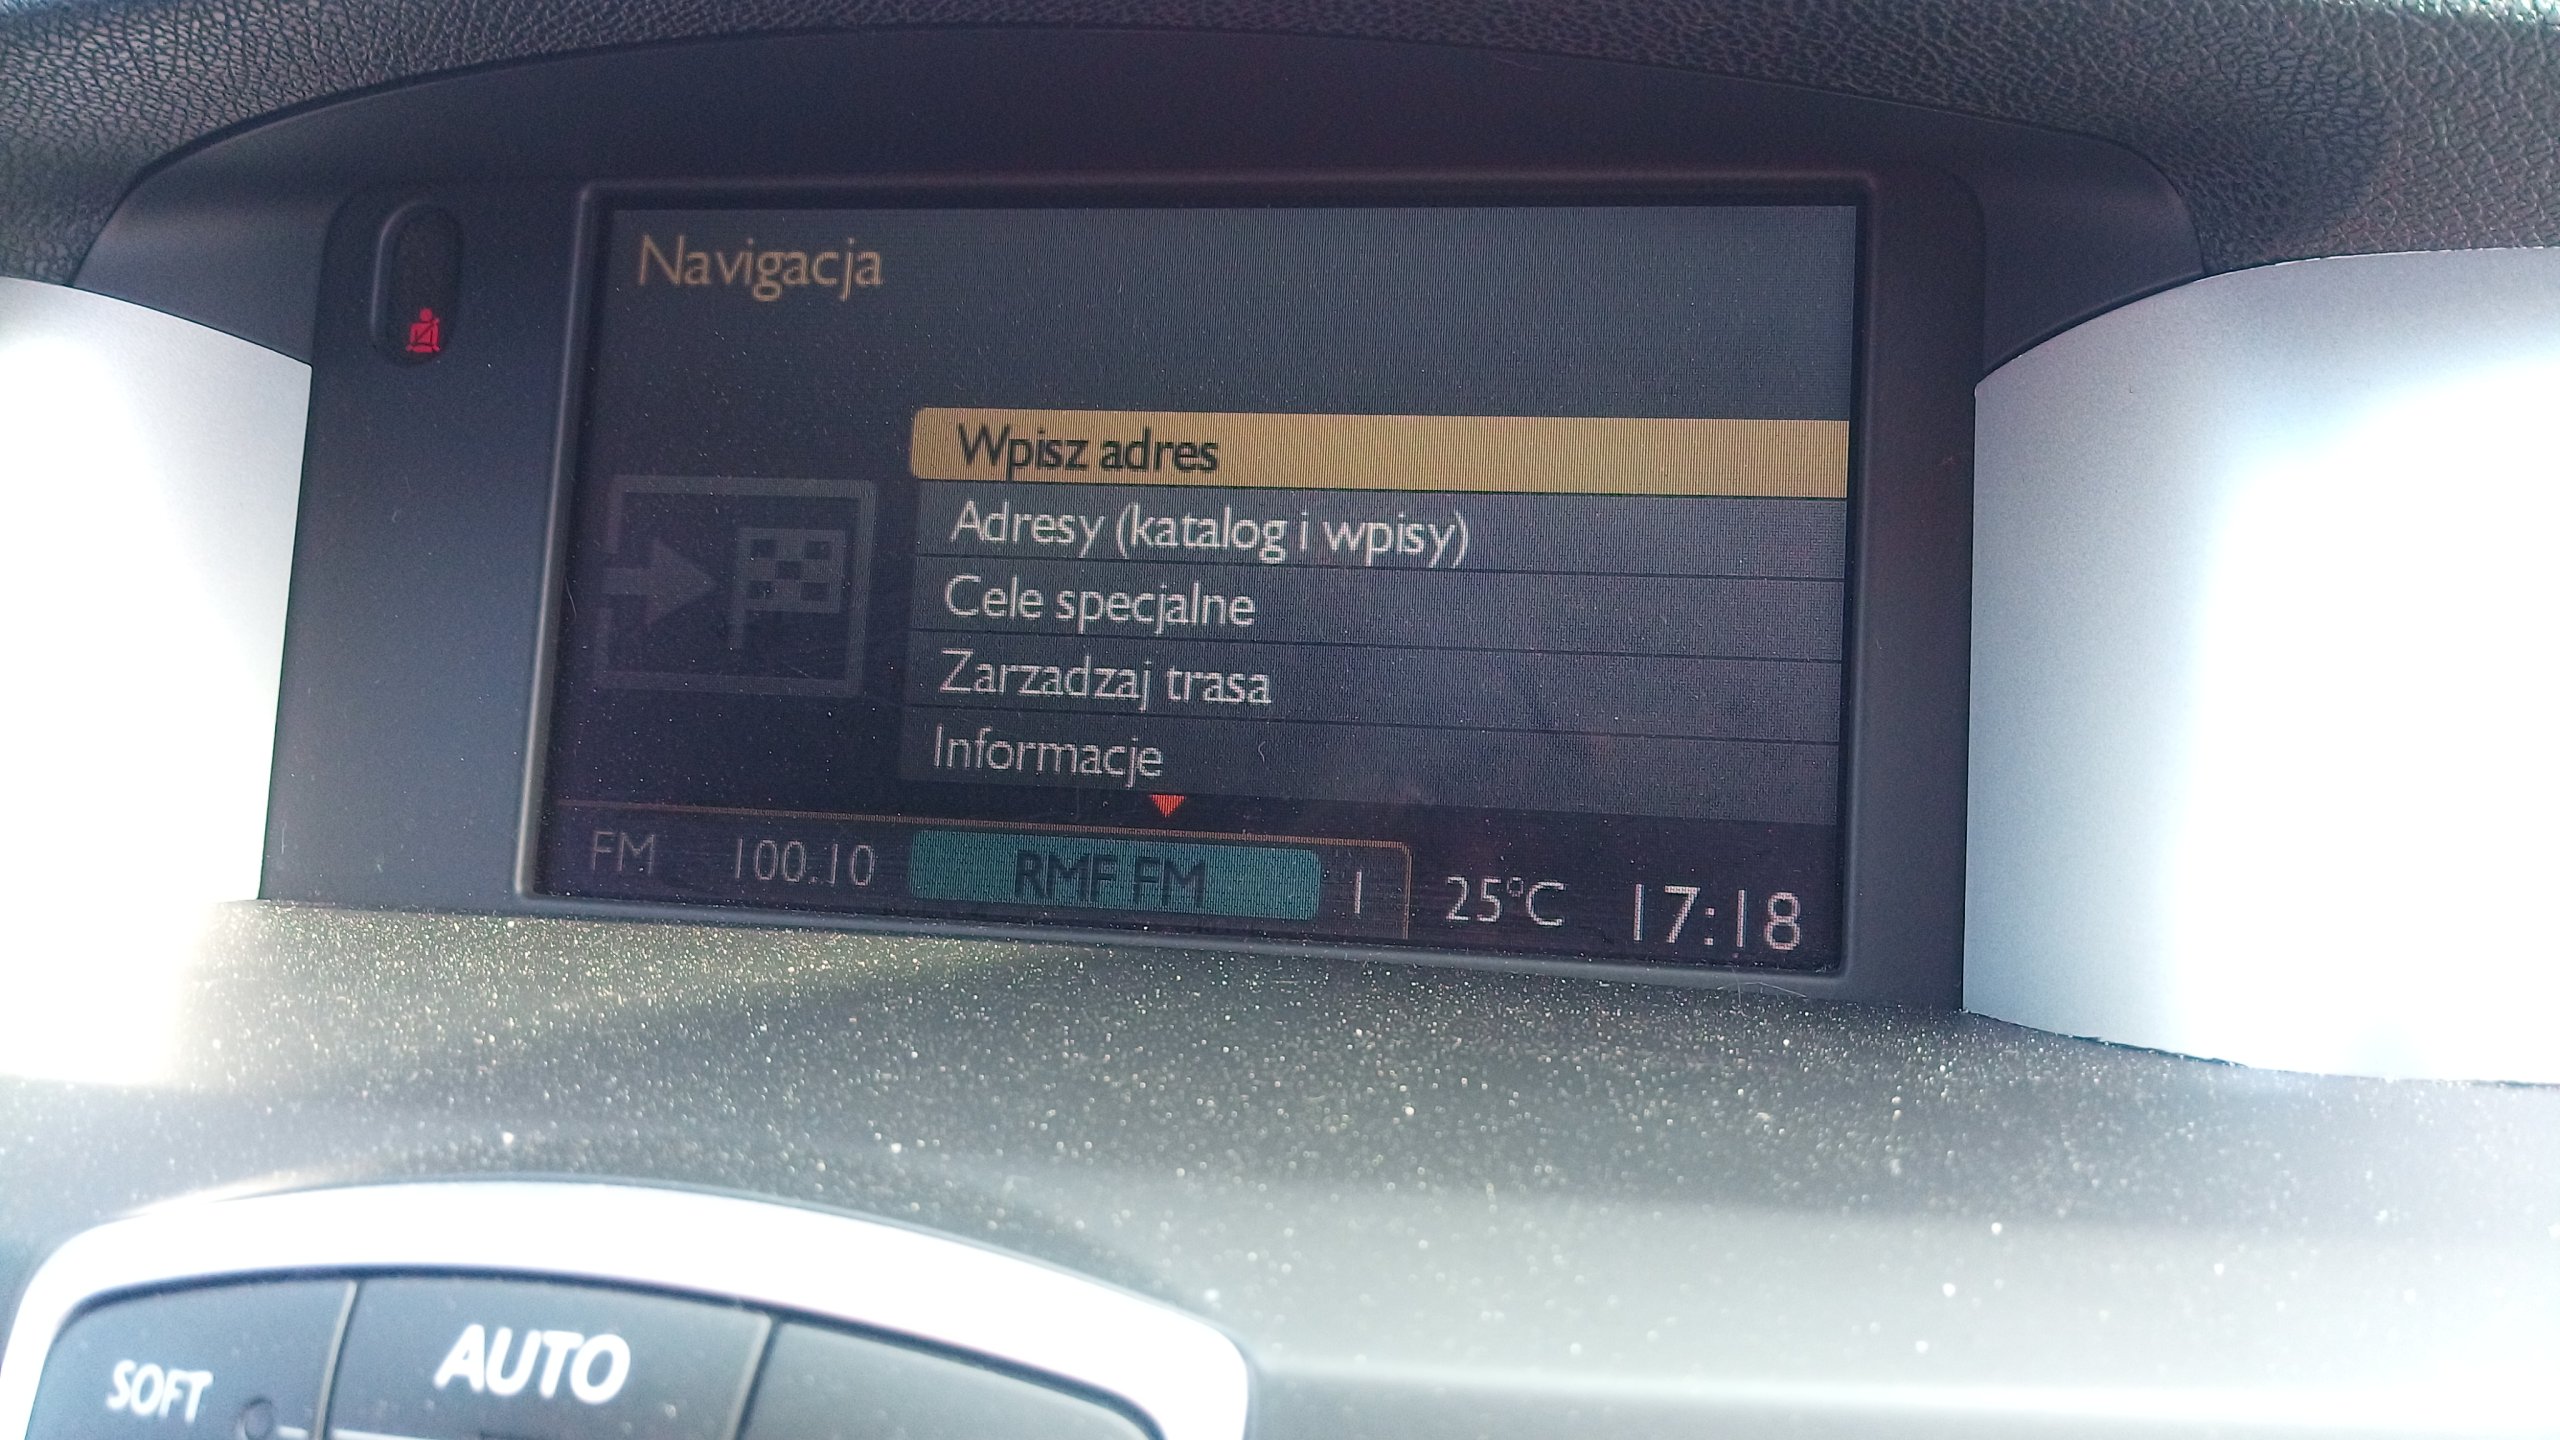 Navigacja
Wpisz adres
Adresy (katalog i wpisy)
Cele specjalne
Zarzadzaj trasa
Informacje
FM 100.10 RMF FM 1 25°C 17:18
SOFT AUTO